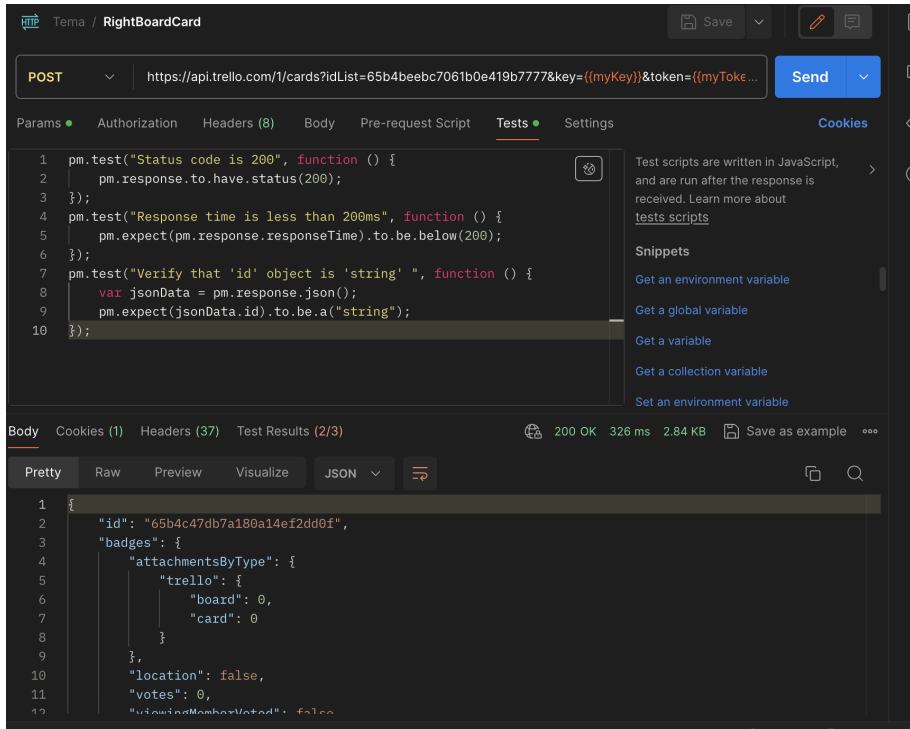 HTTP Tema / RightBoardCard Save
POST https://api.trello.com/1/cards?idList=65b4beebc7061b0e419b7777&key={{myKey}}&token={{myToke... Send
Params Authorization Headers (8) Body Pre-request Script Tests Settings Cookies
1 pm.test("Status code is 200", function () {
2 pm.response.to.have.status(200);
3 });
4 pm.test("Response time is less than 200ms", function () {
5 pm.expect(pm.response.responseTime).to.be.below(200);
6 });
7 pm.test("Verify that 'id' object is 'string' ", function () {
8 var jsonData = pm.response.json();
9 pm.expect(jsonData.id).to.be.a("string");
10 });
Test scripts are written in JavaScript,
and are run after the response is
received. Learn more about
tests scripts
Snippets
Get an environment variable
Get a global variable
Get a variable
Get a collection variable
Set an environment variable
Body Cookies (1) Headers (37) Test Results (2/3) 200 OK 326 ms 2.84 KB Save as example
Pretty Raw Preview Visualize JSON
1 {
2 "id": "65b4c47db7a180a14ef2dd0f",
3 "badges": {
4 "attachmentsByType": {
5 "trello": {
6 "board": 0,
7 "card": 0
8 }
9 },
10 "location": false,
11 "votes": 0,
12 "viewingMemberVoted": false